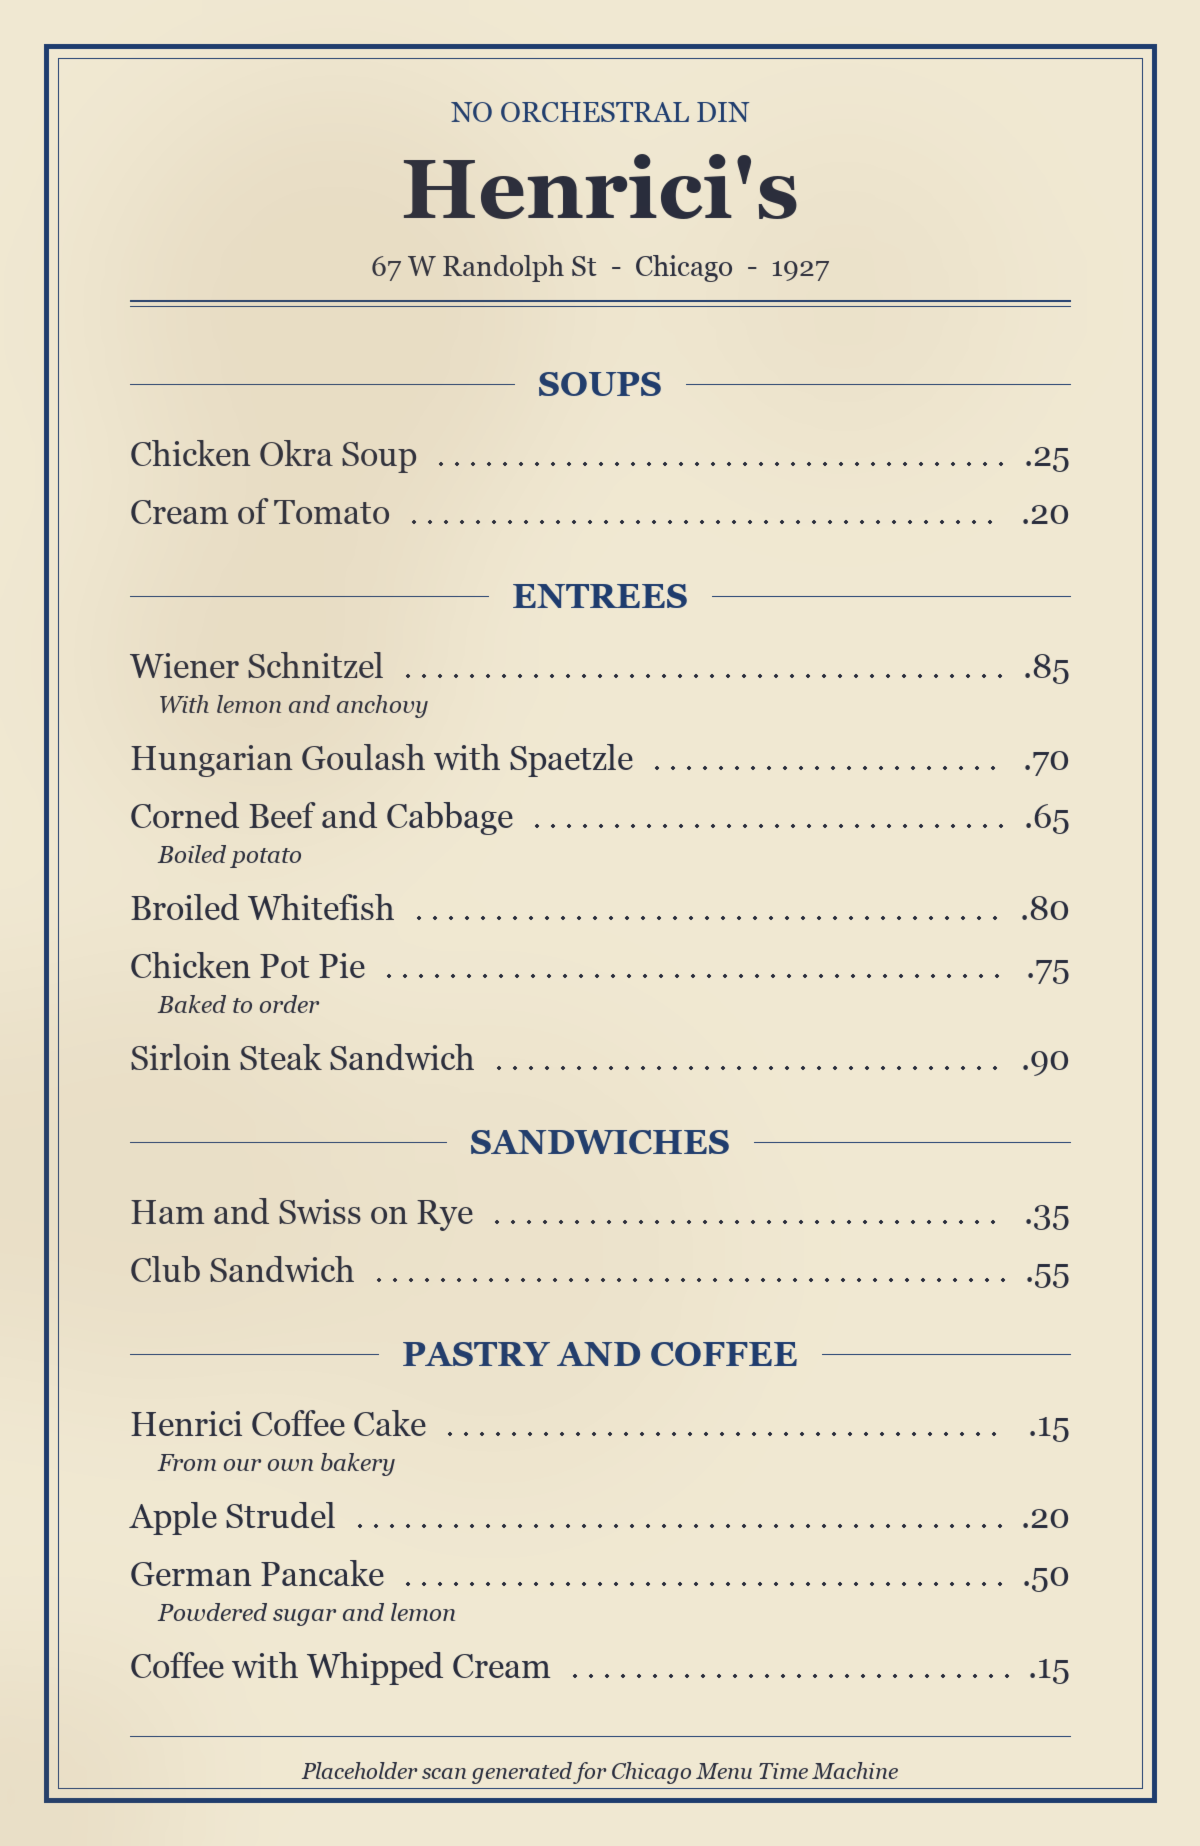 NO ORCHESTRAL DIN
Henrici's
67 W Randolph St - Chicago - 1927
SOUPS
Chicken Okra Soup . . . . . . . . . . . . . . . . . . . . . . . . . . . . . . . . . . . . .25
Cream of Tomato . . . . . . . . . . . . . . . . . . . . . . . . . . . . . . . . . . . . . .20
ENTREES
Wiener Schnitzel . . . . . . . . . . . . . . . . . . . . . . . . . . . . . . . . . . . . . . .85
With lemon and anchovy
Hungarian Goulash with Spaetzle . . . . . . . . . . . . . . . . . . . . . . .70
Corned Beef and Cabbage . . . . . . . . . . . . . . . . . . . . . . . . . . . . . . .65
Boiled potato
Broiled Whitefish . . . . . . . . . . . . . . . . . . . . . . . . . . . . . . . . . . . . . .80
Chicken Pot Pie . . . . . . . . . . . . . . . . . . . . . . . . . . . . . . . . . . . . . . . .75
Baked to order
Sirloin Steak Sandwich . . . . . . . . . . . . . . . . . . . . . . . . . . . . . . . . .90
SANDWICHES
Ham and Swiss on Rye . . . . . . . . . . . . . . . . . . . . . . . . . . . . . . . . .35
Club Sandwich . . . . . . . . . . . . . . . . . . . . . . . . . . . . . . . . . . . . . . . . .55
PASTRY AND COFFEE
Henrici Coffee Cake . . . . . . . . . . . . . . . . . . . . . . . . . . . . . . . . . . . .15
From our own bakery
Apple Strudel . . . . . . . . . . . . . . . . . . . . . . . . . . . . . . . . . . . . . . . . . .20
German Pancake . . . . . . . . . . . . . . . . . . . . . . . . . . . . . . . . . . . . . . .50
Powdered sugar and lemon
Coffee with Whipped Cream . . . . . . . . . . . . . . . . . . . . . . . . . . . . .15
Placeholder scan generated for Chicago Menu Time Machine